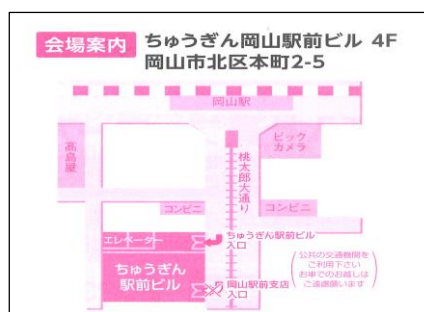 会場案内 ちゅうぎん岡山駅前ビル 4F
岡山市北区本町2-5
岡山駅
高島屋
ビック
カメラ
桃太郎大通り
コンビニ
コンビニ
エレベーター
ちゅうぎん駅前ビル
入口
ちゅうぎん
駅前ビル
岡山駅前支店
入口
公共の交通機関を
ご利用下さい
お車でのお越しは
ご遠慮願います